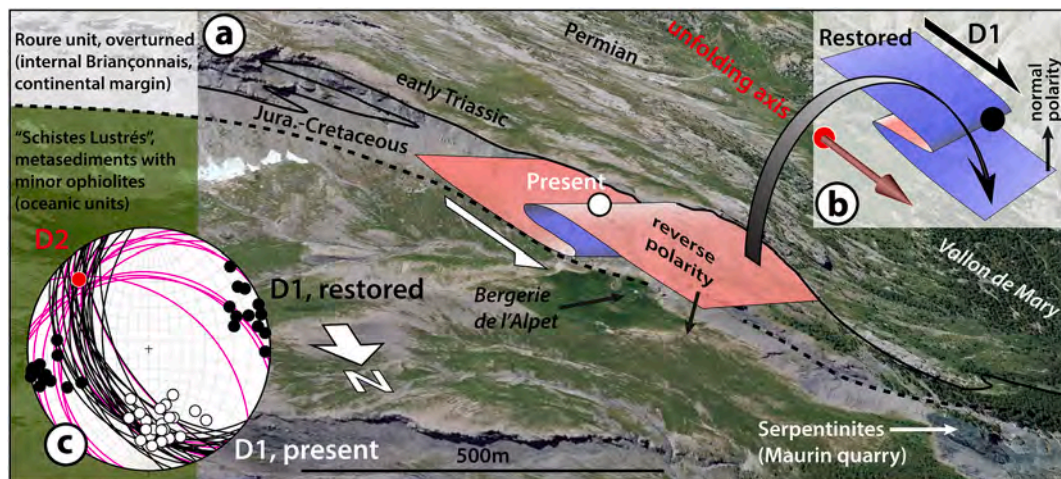 Roure unit, overturned
(internal Briançonnais,
continental margin)
"Schistes Lustrés",
metasediments with
minor ophiolites
(oceanic units)
a
early Triassic
Jura.-Cretaceous
Permian
unfolding axis
Present
reverse
polarity
Bergerie
de l'Alpet
Restored
D1
normal
polarity
b
Vallon de Mary
D2
D1, restored
N
c
D1, present
500m
Serpentinites
(Maurin quarry)